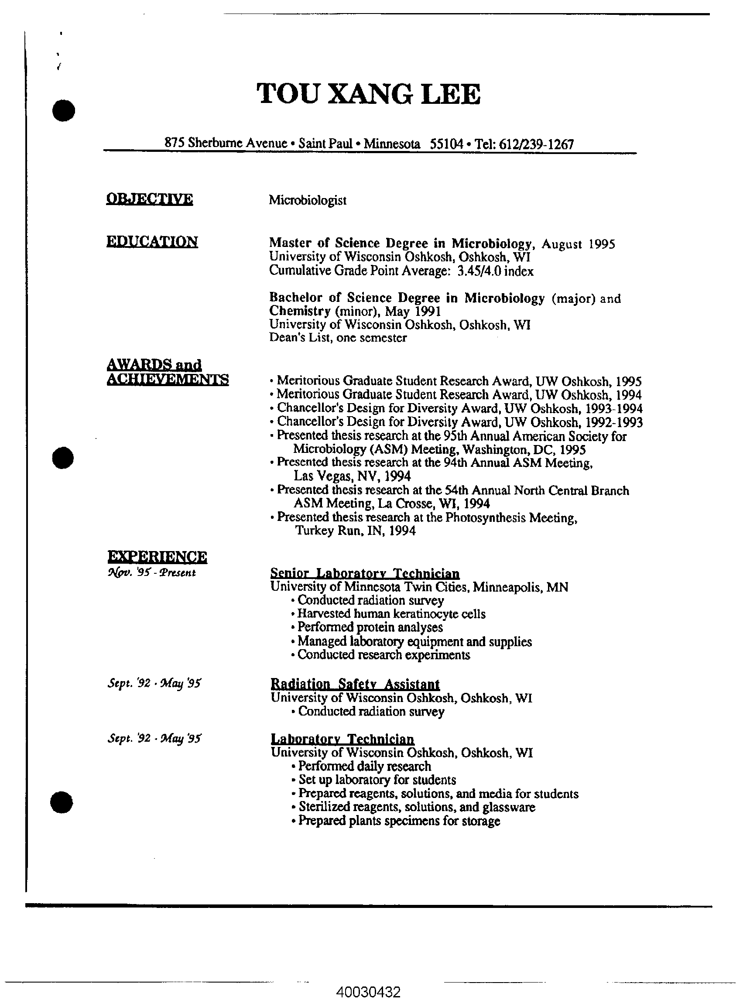 TOU XANG LEE
875 Sherburne Avenue • Saint Paul • Minnesota 55104 • Tel: 612/239-1267
OBJECTIVE
Microbiologist
EDUCATION
Master of Science Degree in Microbiology, August 1995
University of Wisconsin Oshkosh, Oshkosh, WI
Cumulative Grade Point Average: 3.45/4.0 index
Bachelor of Science Degree in Microbiology (major) and
Chemistry (minor), May 1991
University of Wisconsin Oshkosh, Oshkosh, WI
Dean's List, one semester
AWARDS and
ACHIEVEMENTS
• Meritorious Graduate Student Research Award, UW Oshkosh, 1995
• Meritorious Graduate Student Research Award, UW Oshkosh, 1994
• Chancellor's Design for Diversity Award, UW Oshkosh, 1993-1994
• Chancellor's Design for Diversity Award, UW Oshkosh, 1992-1993
• Presented thesis research at the 95th Annual American Society for
Microbiology (ASM) Meeting, Washington, DC, 1995
• Presented thesis research at the 94th Annual ASM Meeting,
Las Vegas, NV, 1994
• Presented thesis research at the 54th Annual North Central Branch
ASM Meeting, La Crosse, WI, 1994
• Presented thesis research at the Photosynthesis Meeting,
Turkey Run, IN, 1994
EXPERIENCE
Nov. '95 - Present
Senior Laboratory Technician
University of Minnesota Twin Cities, Minneapolis, MN
• Conducted radiation survey
• Harvested human keratinocyte cells
• Performed protein analyses
• Managed laboratory equipment and supplies
• Conducted research experiments
Sept. '92 - May '95
Radiation Safety Assistant
University of Wisconsin Oshkosh, Oshkosh, WI
• Conducted radiation survey
Sept. '92 - May '95
Laboratory Technician
University of Wisconsin Oshkosh, Oshkosh, WI
• Performed daily research
• Set up laboratory for students
• Prepared reagents, solutions, and media for students
• Sterilized reagents, solutions, and glassware
• Prepared plants specimens for storage
40030432